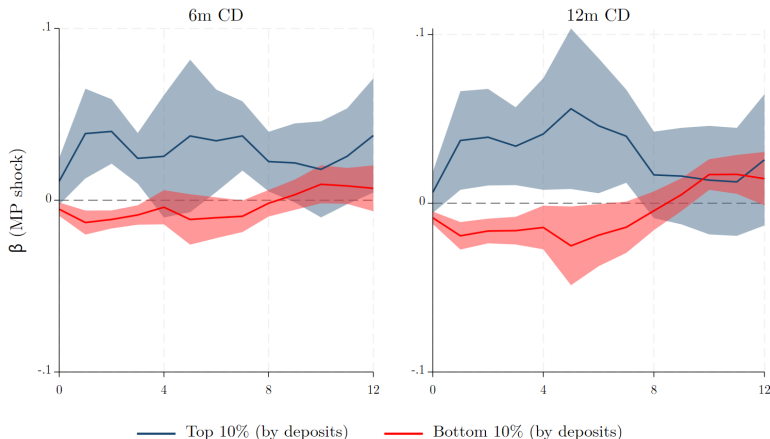 6m CD
12m CD
β (MP shock)
.1
0
-.1
0
4
8
12
.1
0
-.1
0
4
8
12
Top 10% (by deposits)
Bottom 10% (by deposits)